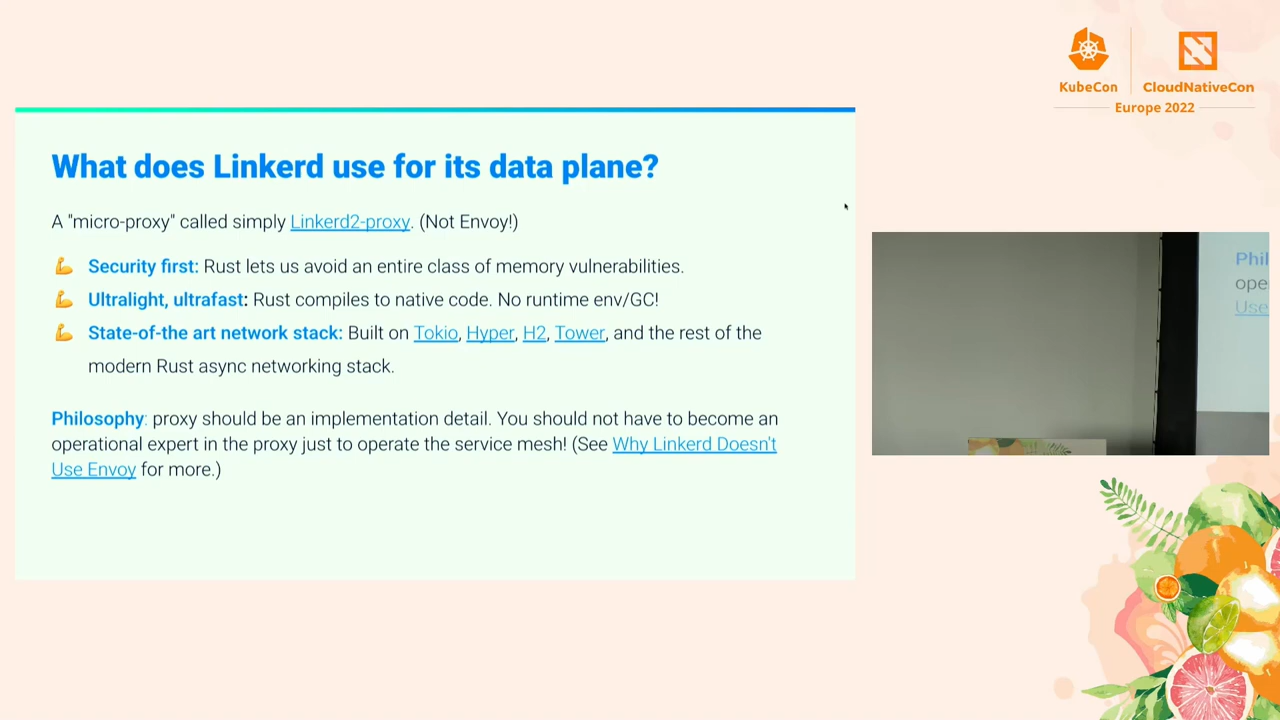 KubeCon
CloudNativeCon
Europe 2022
What does Linkerd use for its data plane?
A "micro-proxy" called simply Linkerd2-proxy. (Not Envoy!)
💪 Security first: Rust lets us avoid an entire class of memory vulnerabilities.
💪 Ultralight, ultrafast: Rust compiles to native code. No runtime env/GC!
💪 State-of-the art network stack: Built on Tokio, Hyper, H2, Tower, and the rest of the
modern Rust async networking stack.
Philosophy: proxy should be an implementation detail. You should not have to become an
operational expert in the proxy just to operate the service mesh! (See Why Linkerd Doesn't
Use Envoy for more.)
Phil
ope
Use